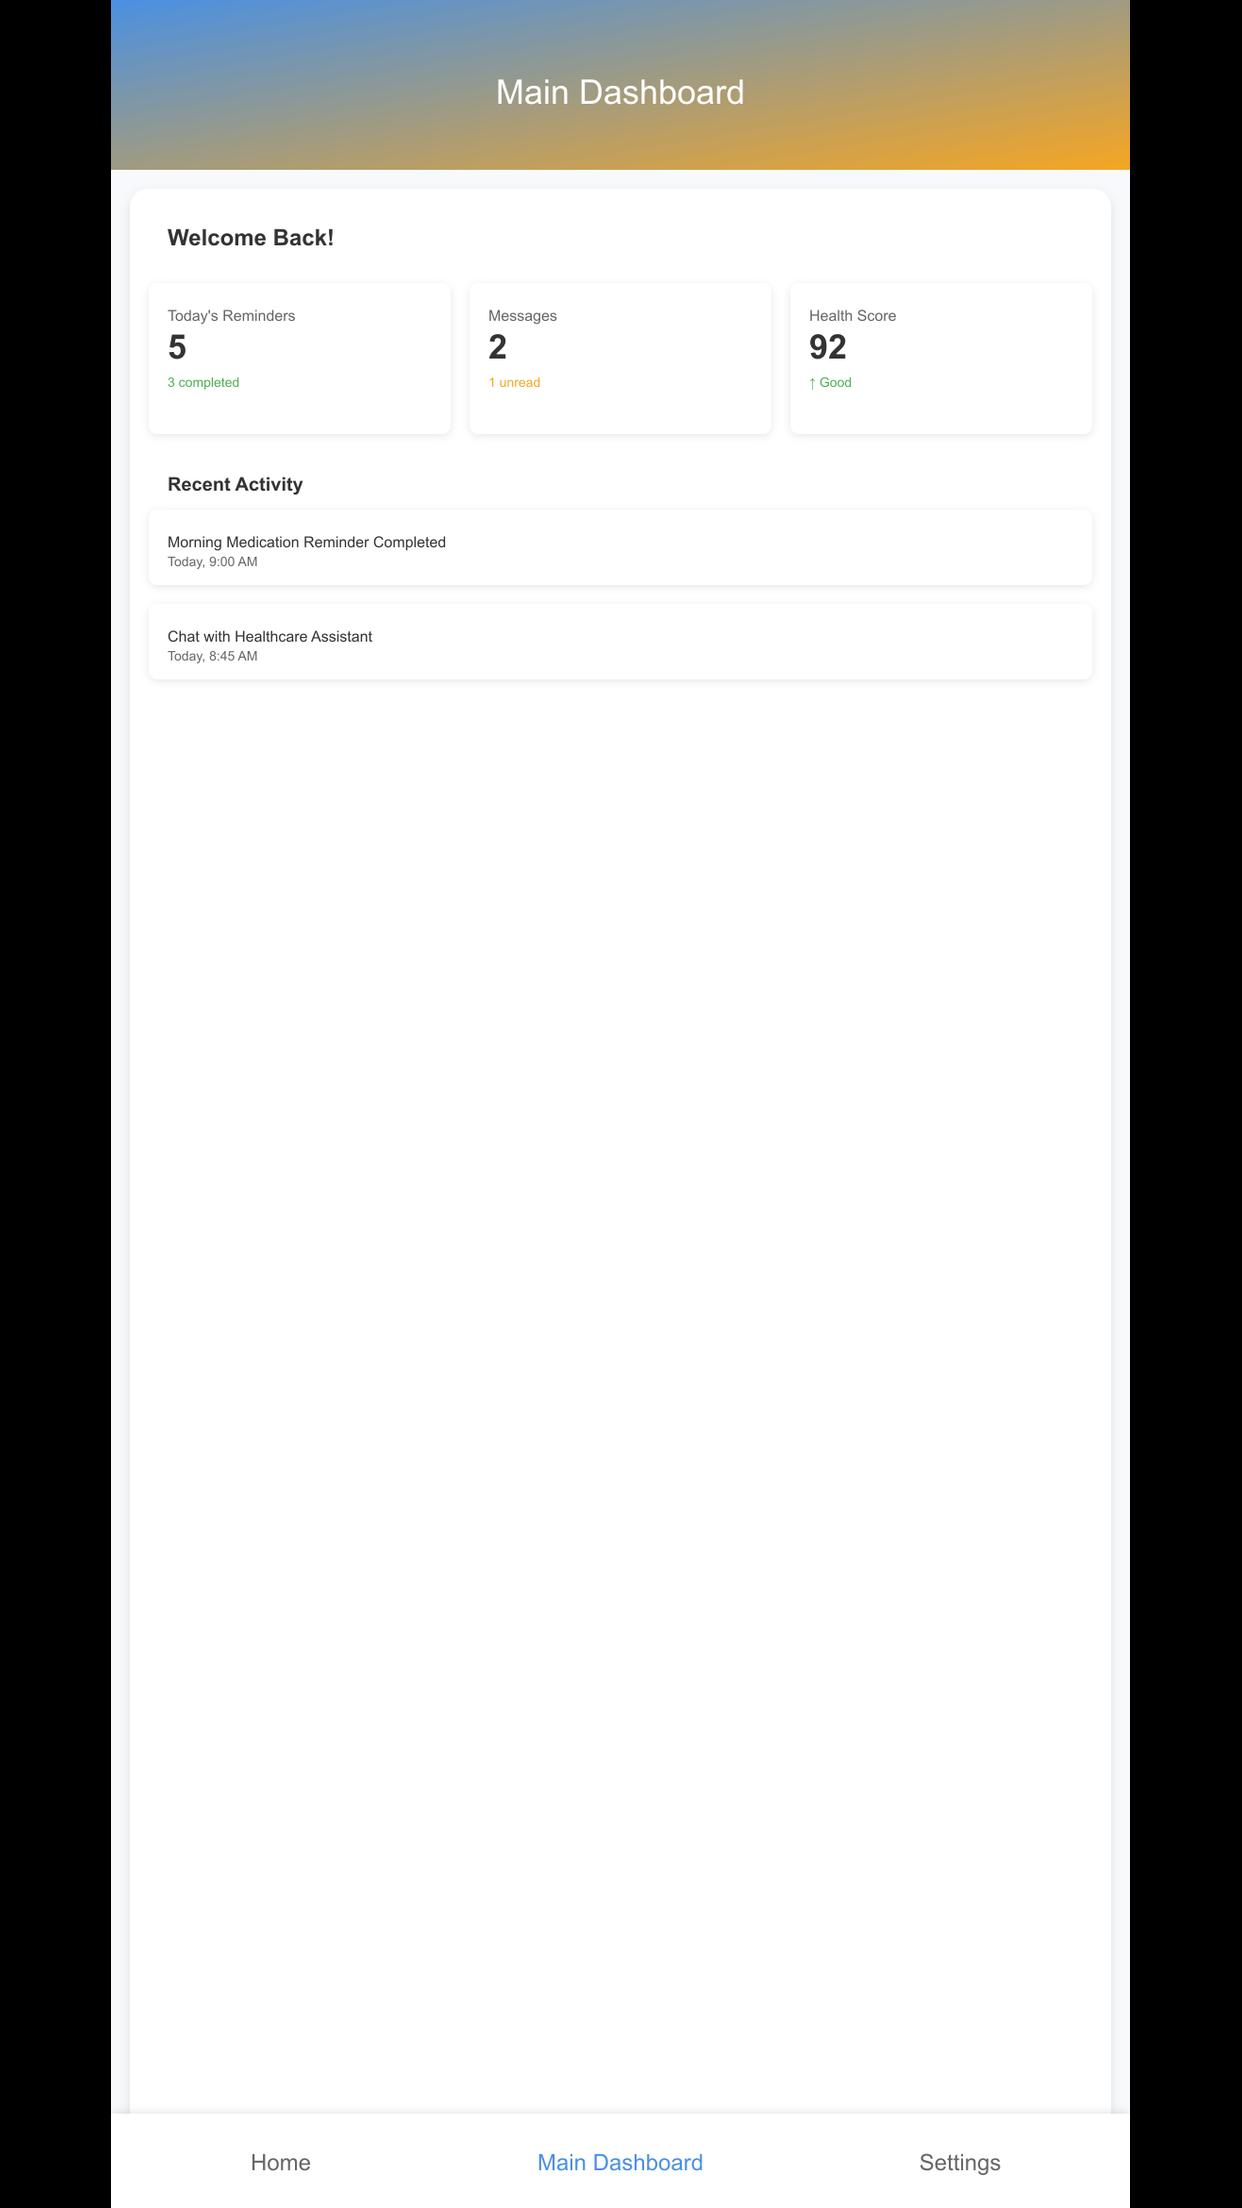 Main Dashboard
Welcome Back!
Today's Reminders
5
3 completed
Messages
2
1 unread
Health Score
92
↑ Good
Recent Activity
Morning Medication Reminder Completed
Today, 9:00 AM
Chat with Healthcare Assistant
Today, 8:45 AM
Home
Main Dashboard
Settings